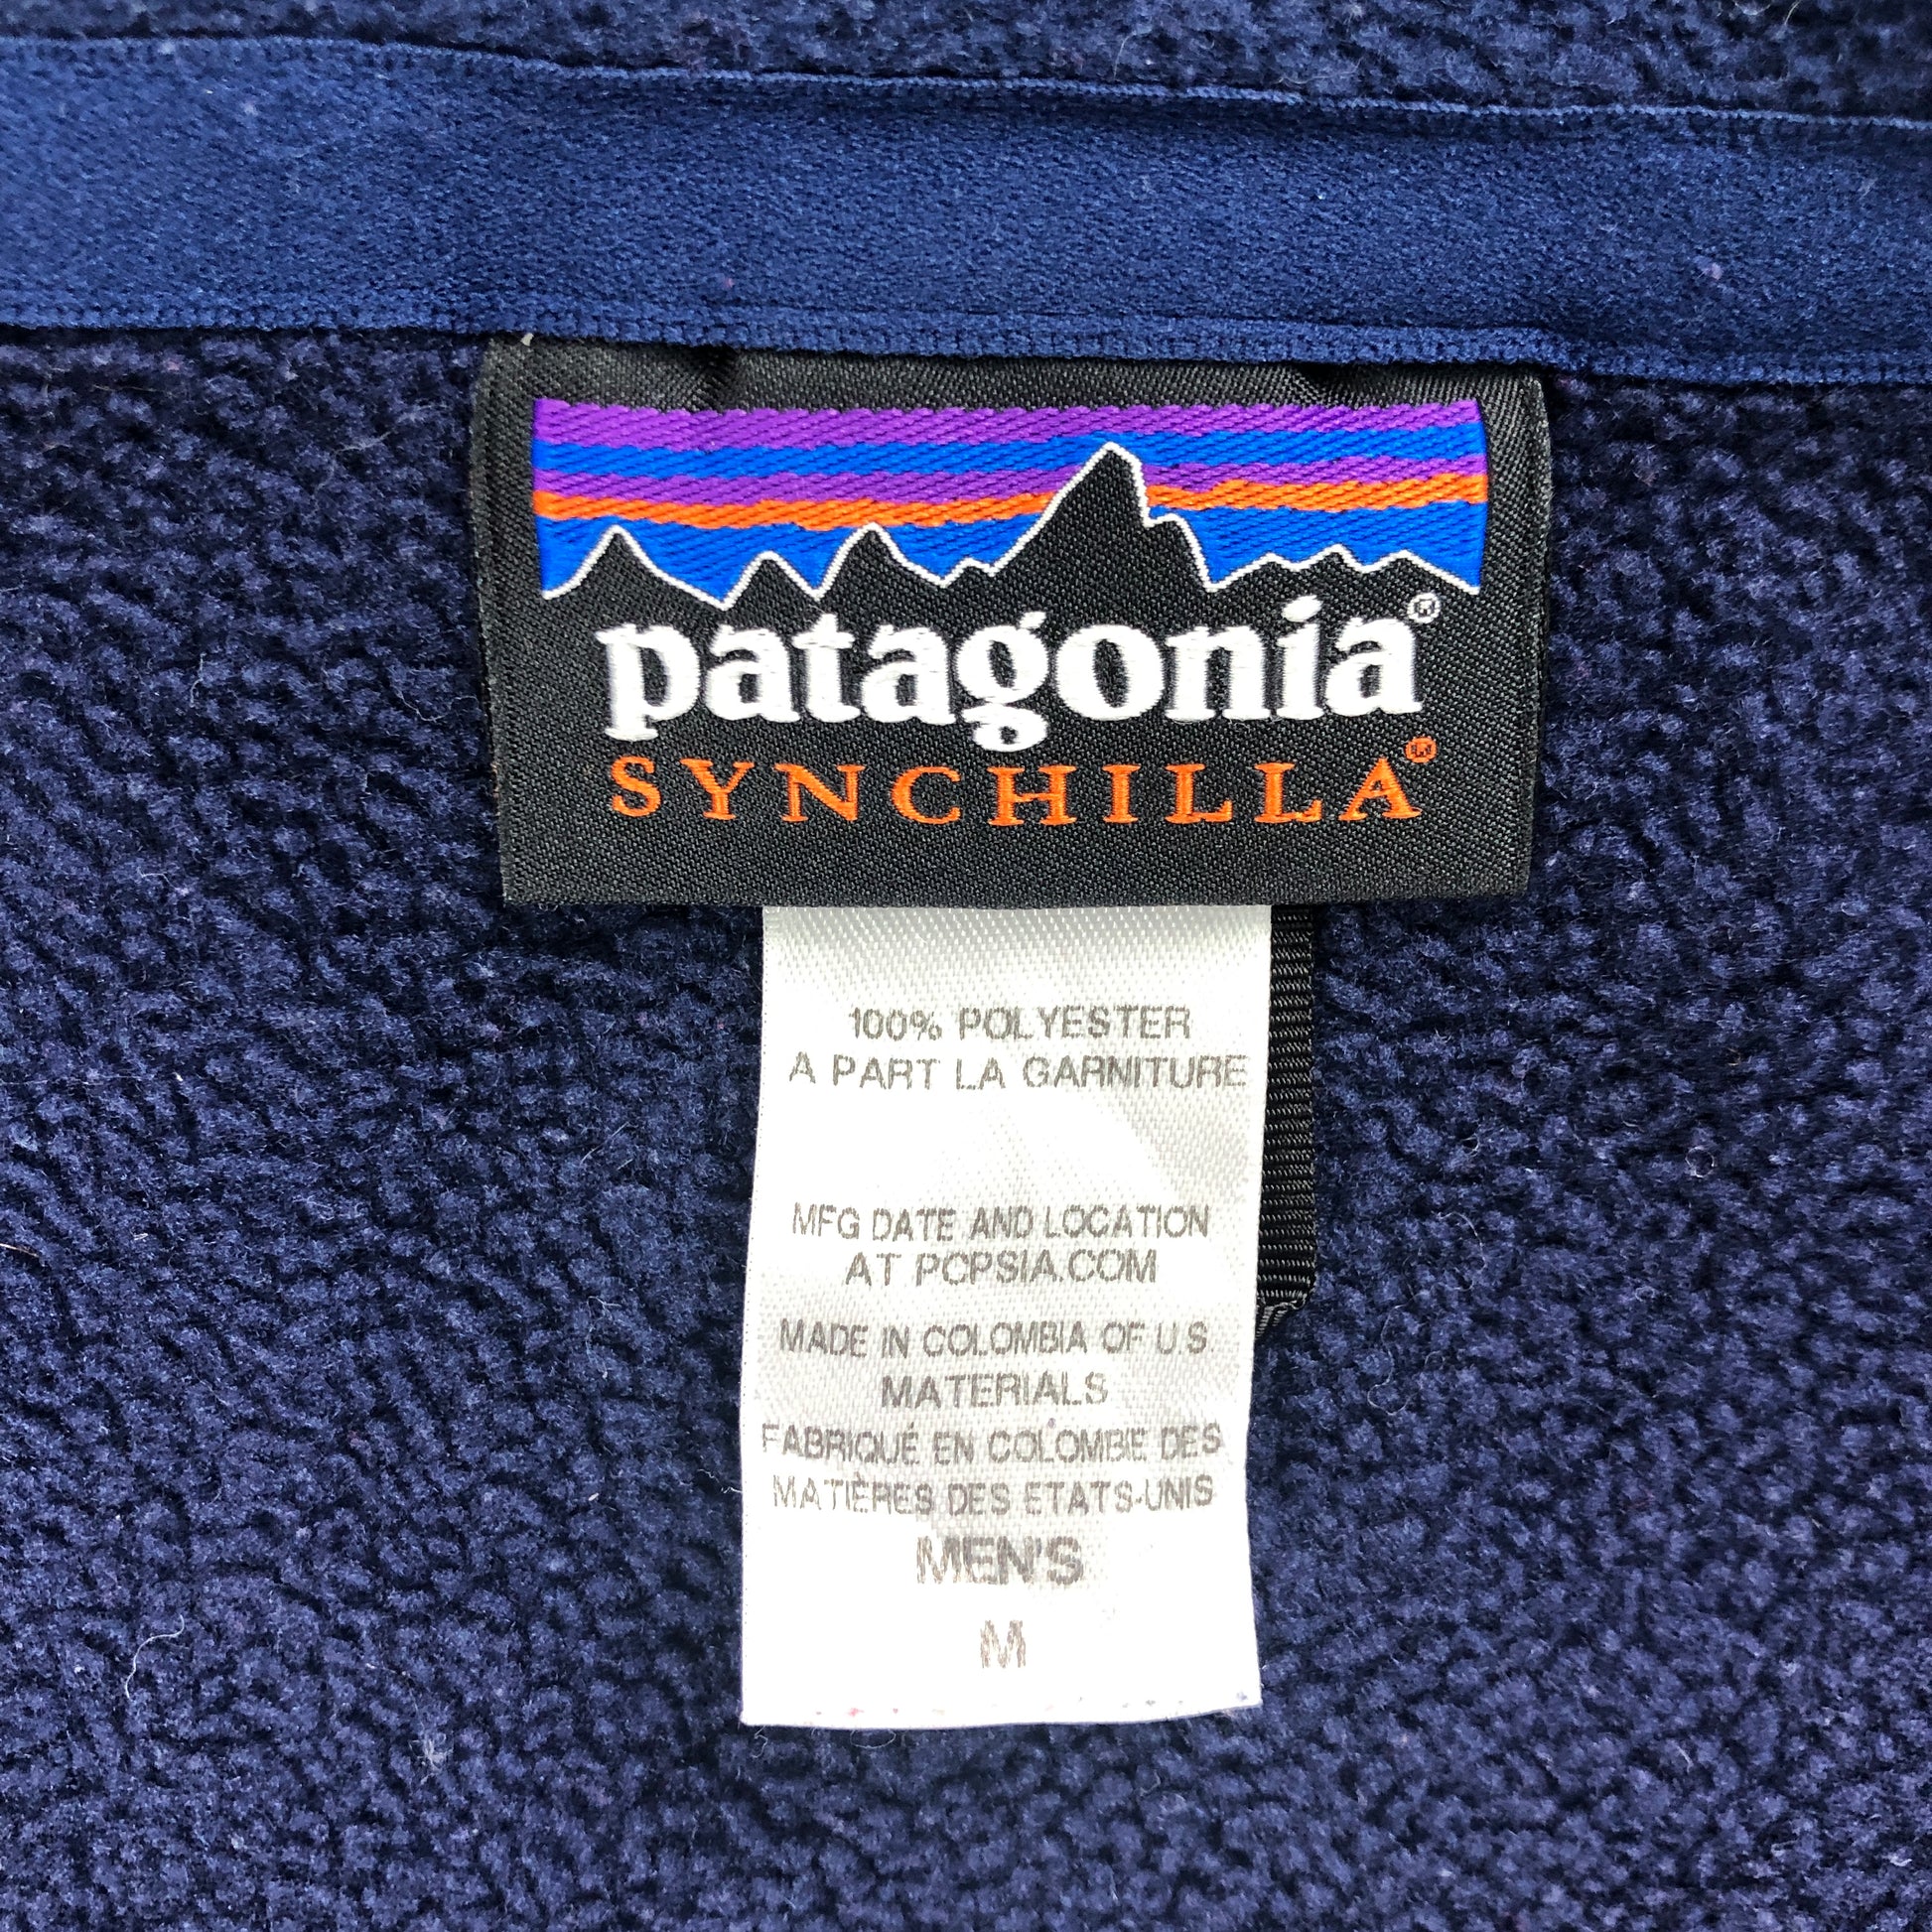 patagonia®
SYNCHILLA®
100% POLYESTER
A PART LA GARNITURE
MFG DATE AND LOCATION
AT POPSIA.COM
MADE IN COLOMBIA OF U.S
MATERIALS
FABRIQUÉ EN COLOMBIE DES
MATIÈRES DES ETATS-UNIS
MEN'S
M